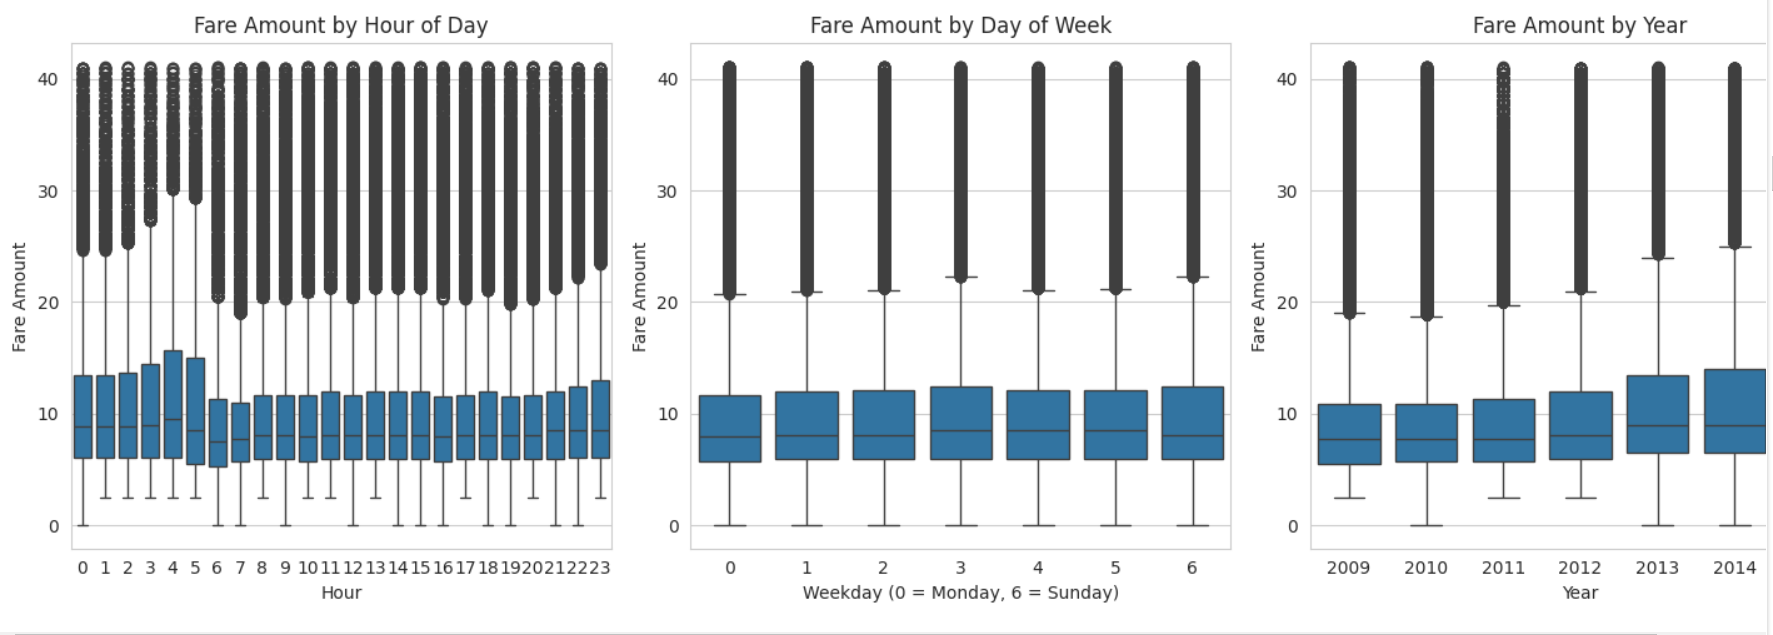 Fare Amount by Hour of Day
Fare Amount
40
30
20
10
0
0 1 2 3 4 5 6 7 8 9 10 11 12 13 14 15 16 17 18 19 20 21 22 23
Hour
Fare Amount by Day of Week
Fare Amount
40
30
20
10
0
0 1 2 3 4 5 6
Weekday (0 = Monday, 6 = Sunday)
Fare Amount by Year
Fare Amount
40
30
20
10
0
2009 2010 2011 2012 2013 2014
Year